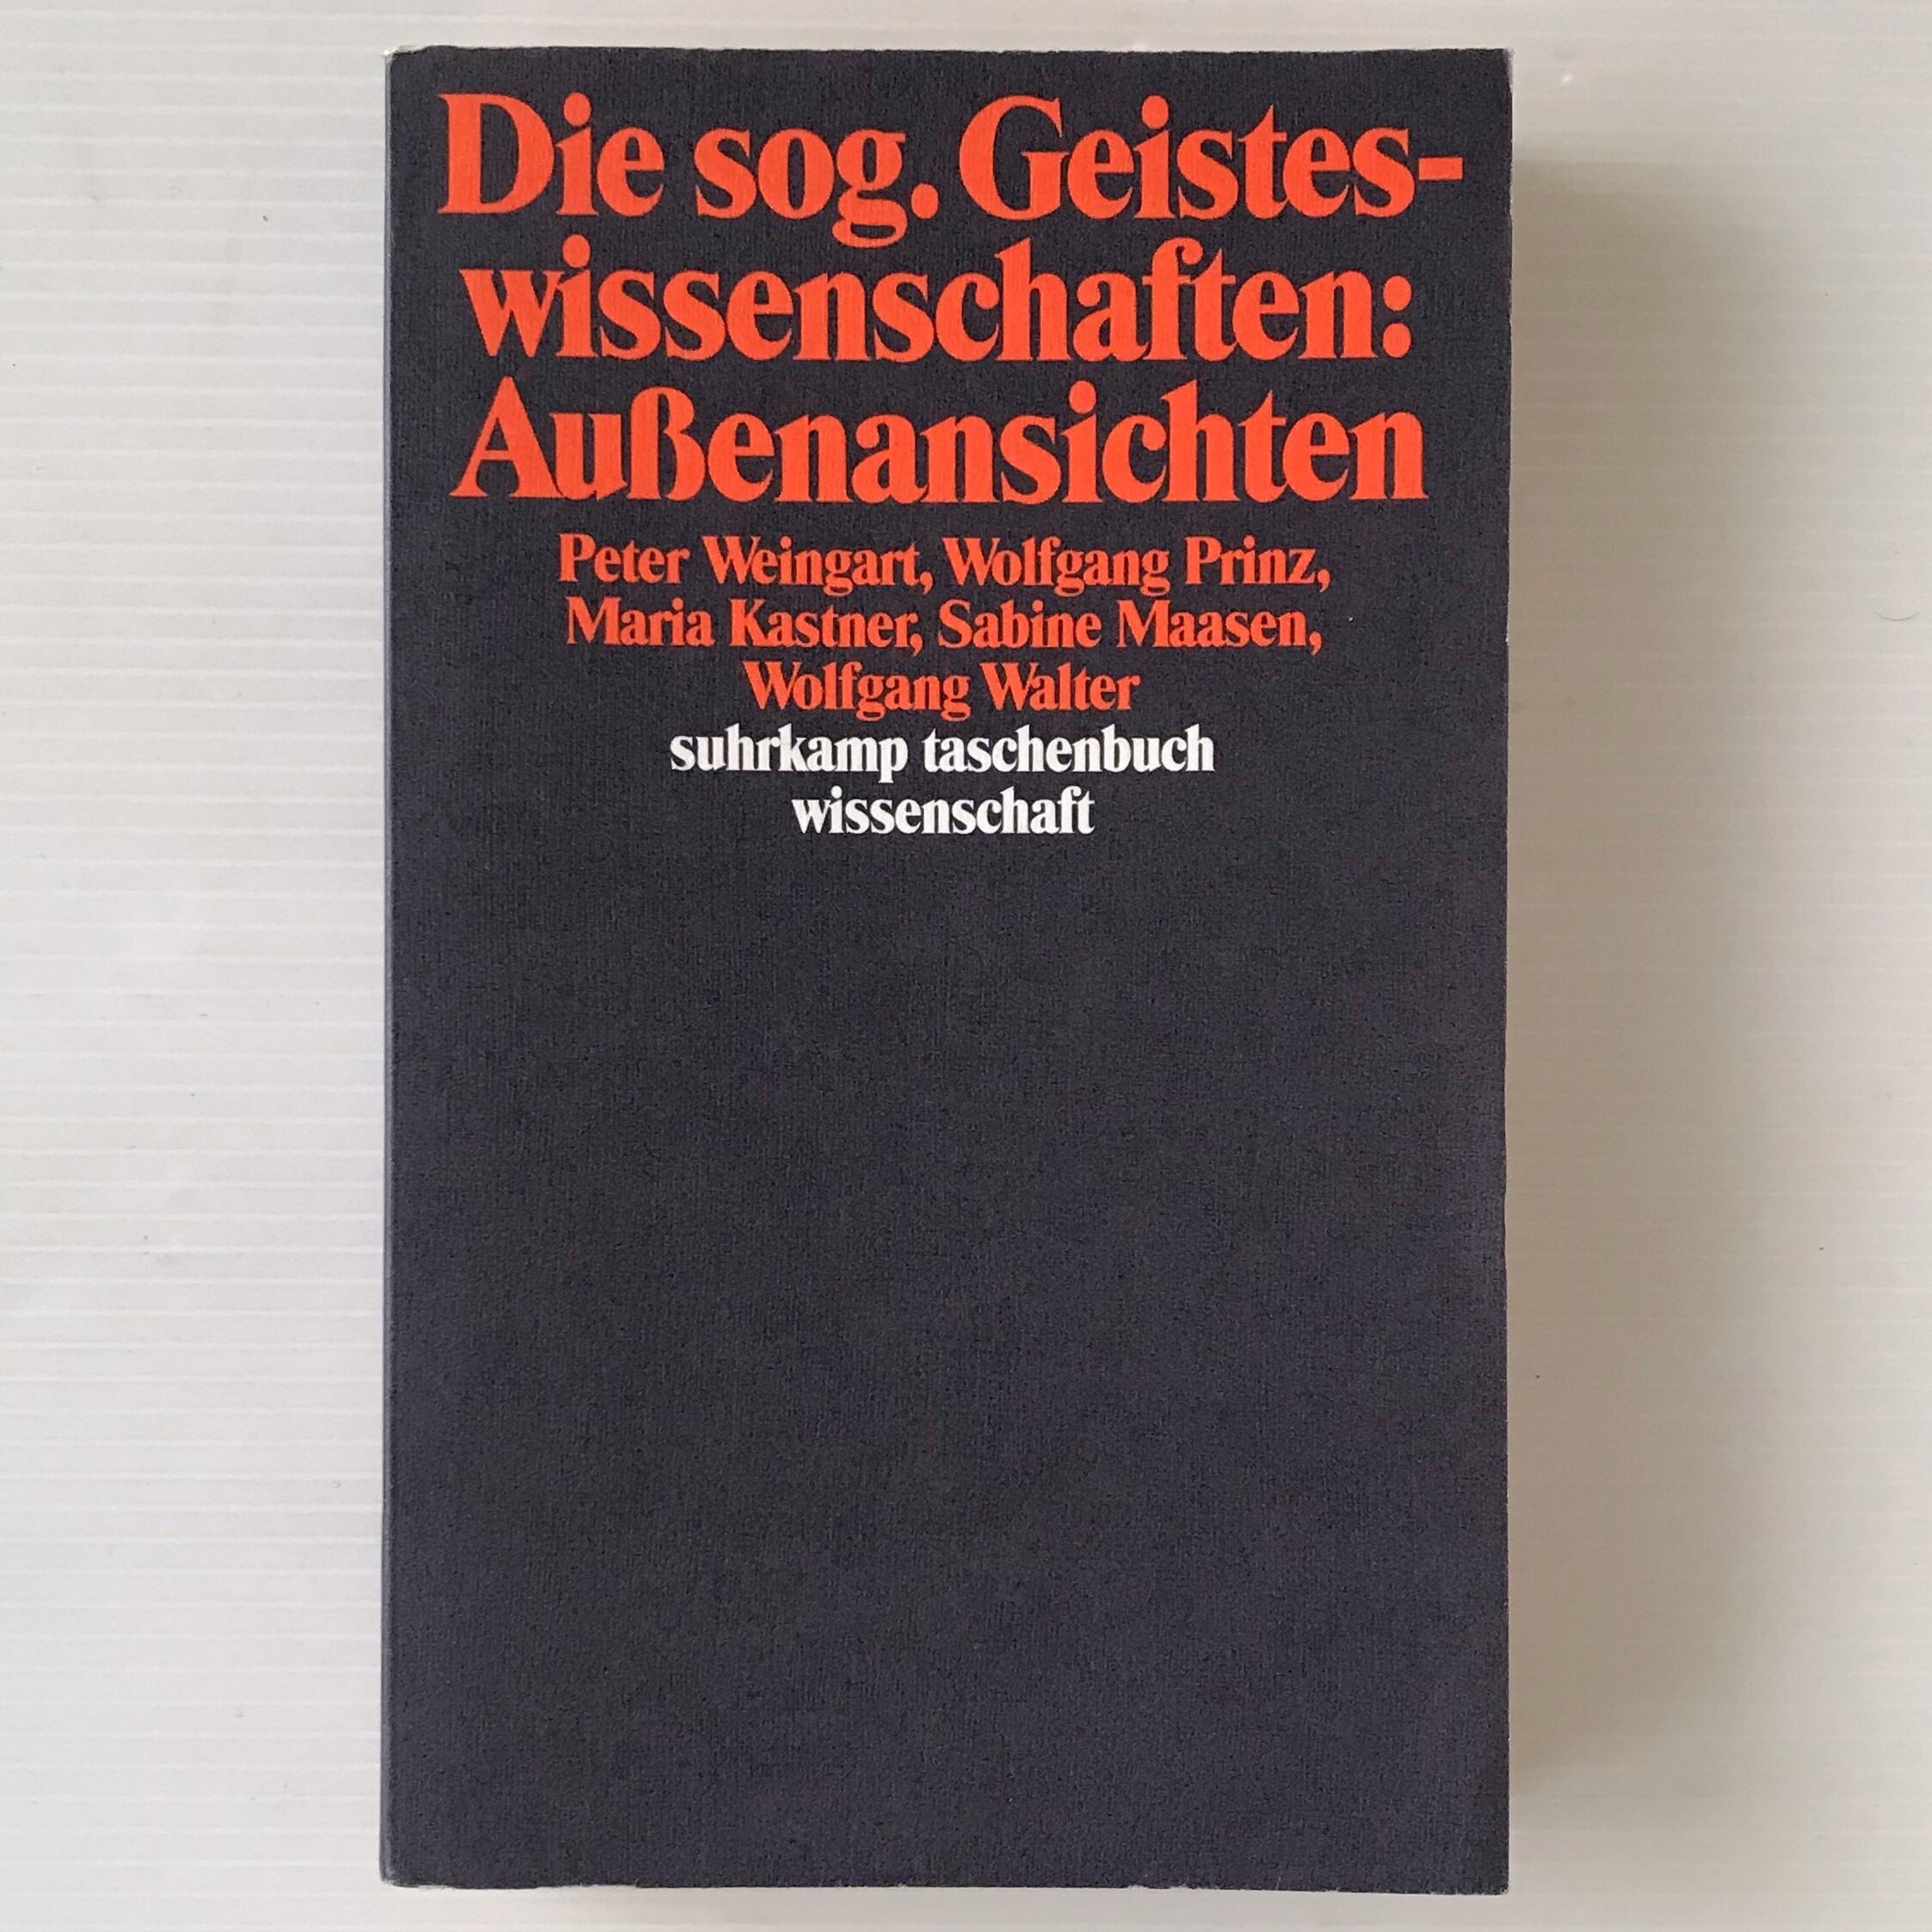 Die sog. Geistes-
wissenschaften:
Außenansichten
Peter Weingart, Wolfgang Prinz,
Maria Kastner, Sabine Maasen,
Wolfgang Walter
suhrkamp taschenbuch
wissenschaft